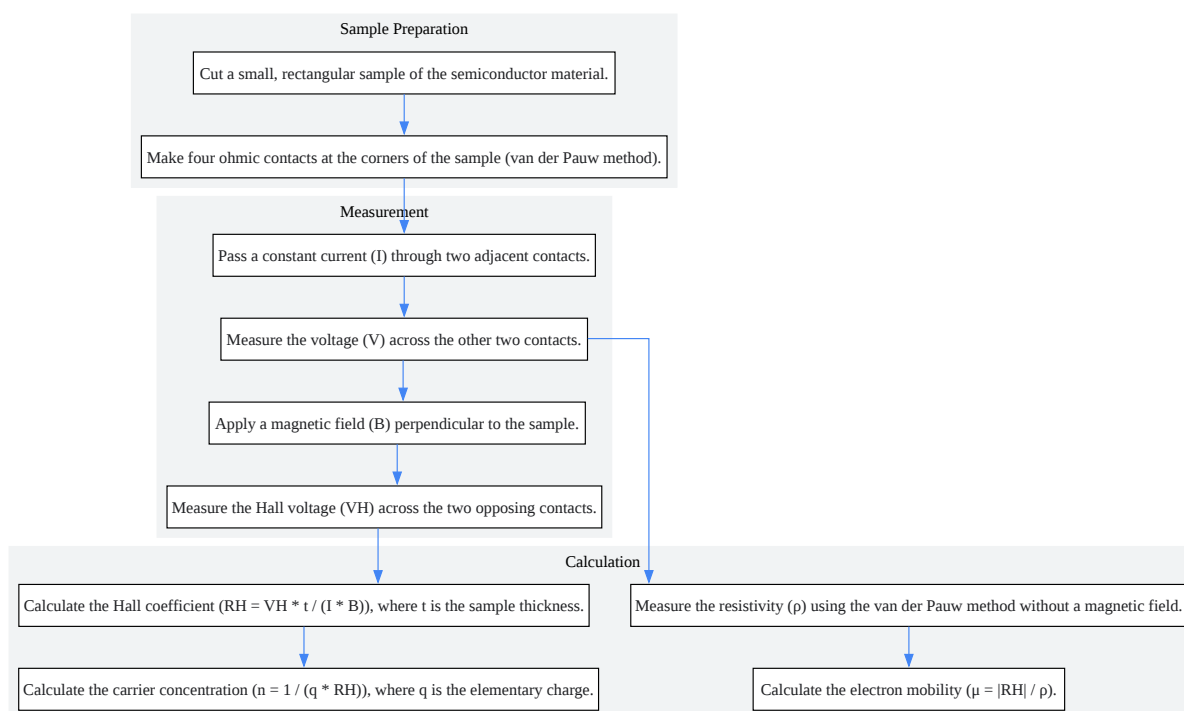 Sample Preparation
Cut a small, rectangular sample of the semiconductor material.
Make four ohmic contacts at the corners of the sample (van der Pauw method).
Measurement
Pass a constant current (I) through two adjacent contacts.
Measure the voltage (V) across the other two contacts.
Apply a magnetic field (B) perpendicular to the sample.
Measure the Hall voltage (VH) across the two opposing contacts.
Calculation
Calculate the Hall coefficient (RH = VH * t / (I * B)), where t is the sample thickness.
Measure the resistivity (ρ) using the van der Pauw method without a magnetic field.
Calculate the carrier concentration (n = 1 / (q * RH)), where q is the elementary charge.
Calculate the electron mobility (μ = |RH| / ρ).